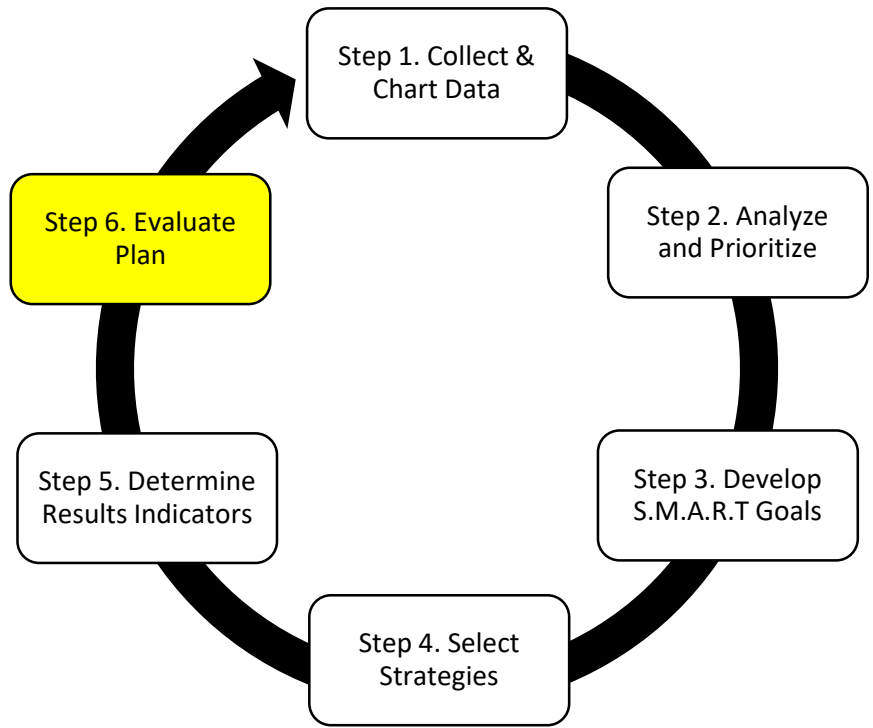 Step 1. Collect &
Chart Data
Step 2. Analyze
and Prioritize
Step 3. Develop
S.M.A.R.T Goals
Step 4. Select
Strategies
Step 5. Determine
Results Indicators
Step 6. Evaluate
Plan